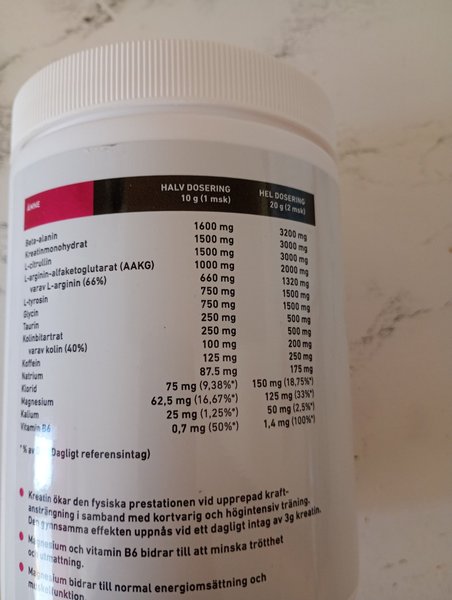 ÄMNE HALV DOSERING HEL DOSERING
10 g (1 msk) 20 g (2 msk)
Beta-alanin 1600 mg 3200 mg
Kreatinmonohydrat 1500 mg 3000 mg
L-citrullin 1500 mg 3000 mg
L-arginin-alfaketoglutarat (AAKG) 1000 mg 2000 mg
varav L-arginin (66%) 660 mg 1320 mg
L-tyrosin 750 mg 1500 mg
Glycin 750 mg 1500 mg
Taurin 250 mg 500 mg
Kolinbitartrat 250 mg 500 mg
varav kolin (40%) 100 mg 200 mg
Koffein 125 mg 250 mg
Natrium 87.5 mg 175 mg
Klorid 75 mg (9,38%*) 150 mg (18,75%*)
Magnesium 62,5 mg (16,67%*) 125 mg (33%*)
Kalium 25 mg (1,25%*) 50 mg (2,5%*)
Vitamin B6 0,7 mg (50%*) 1,4 mg (100%*)
*% av Dagligt referensintag)
Kreatin ökar den fysiska prestationen vid upprepad kraft-
ansträngning i samband med kortvarig och högintensiv träning.
Den gynnsamma effekten uppnås vid ett dagligt intag av 3g kreatin.
Magnesium och vitamin B6 bidrar till att minska trötthet
och utmattning.
Magnesium bidrar till normal energiomsättning och
muskelfunktion.